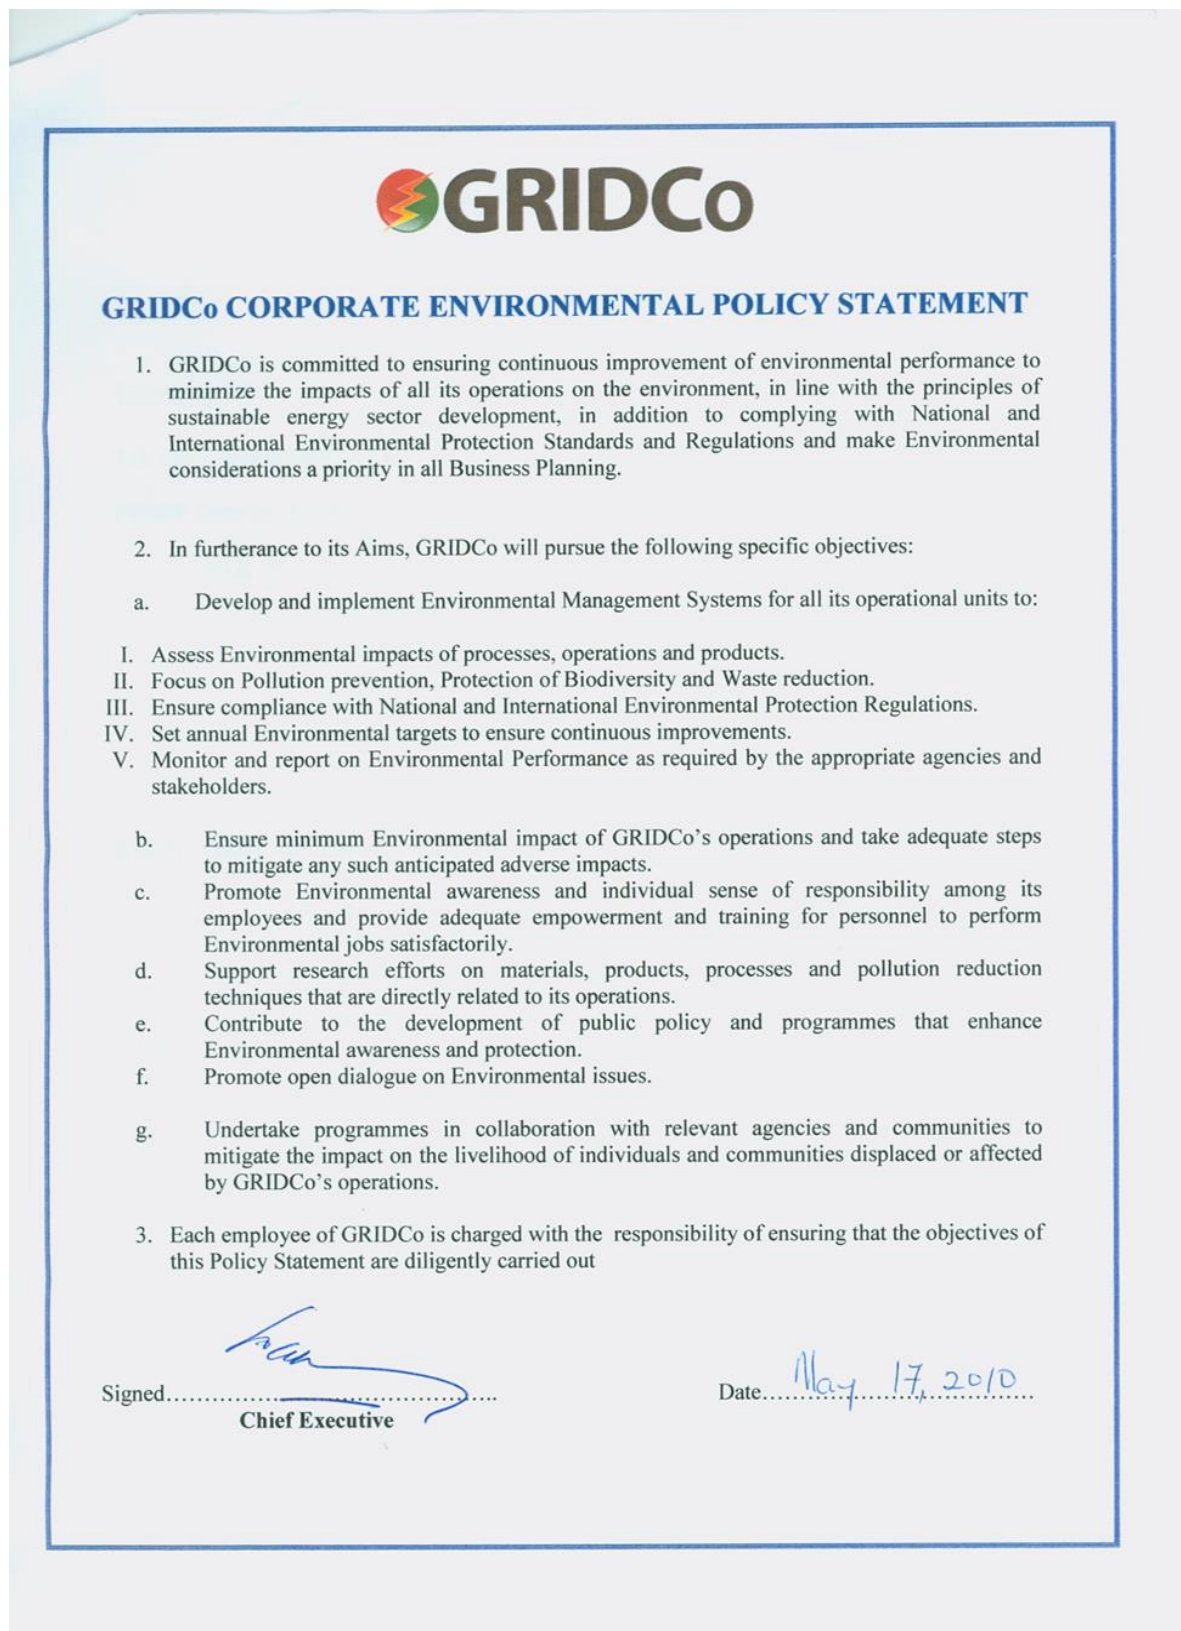 GRIDCo
GRIDCo CORPORATE ENVIRONMENTAL POLICY STATEMENT
1. GRIDCo is committed to ensuring continuous improvement of environmental performance to
minimize the impacts of all its operations on the environment, in line with the principles of
sustainable energy sector development, in addition to complying with National and
International Environmental Protection Standards and Regulations and make Environmental
considerations a priority in all Business Planning.
2. In furtherance to its Aims, GRIDCo will pursue the following specific objectives:
a. Develop and implement Environmental Management Systems for all its operational units to:
I. Assess Environmental impacts of processes, operations and products.
II. Focus on Pollution prevention, Protection of Biodiversity and Waste reduction.
III. Ensure compliance with National and International Environmental Protection Regulations.
IV. Set annual Environmental targets to ensure continuous improvements.
V. Monitor and report on Environmental Performance as required by the appropriate agencies and
stakeholders.
b. Ensure minimum Environmental impact of GRIDCo's operations and take adequate steps
to mitigate any such anticipated adverse impacts.
c. Promote Environmental awareness and individual sense of responsibility among its
employees and provide adequate empowerment and training for personnel to perform
Environmental jobs satisfactorily.
d. Support research efforts on materials, products, processes and pollution reduction
techniques that are directly related to its operations.
e. Contribute to the development of public policy and programmes that enhance
Environmental awareness and protection.
f. Promote open dialogue on Environmental issues.
g. Undertake programmes in collaboration with relevant agencies and communities to
mitigate the impact on the livelihood of individuals and communities displaced or affected
by GRIDCo's operations.
3. Each employee of GRIDCo is charged with the responsibility of ensuring that the objectives of
this Policy Statement are diligently carried out
Signed.................................................. Date....May 17, 2010....
Chief Executive